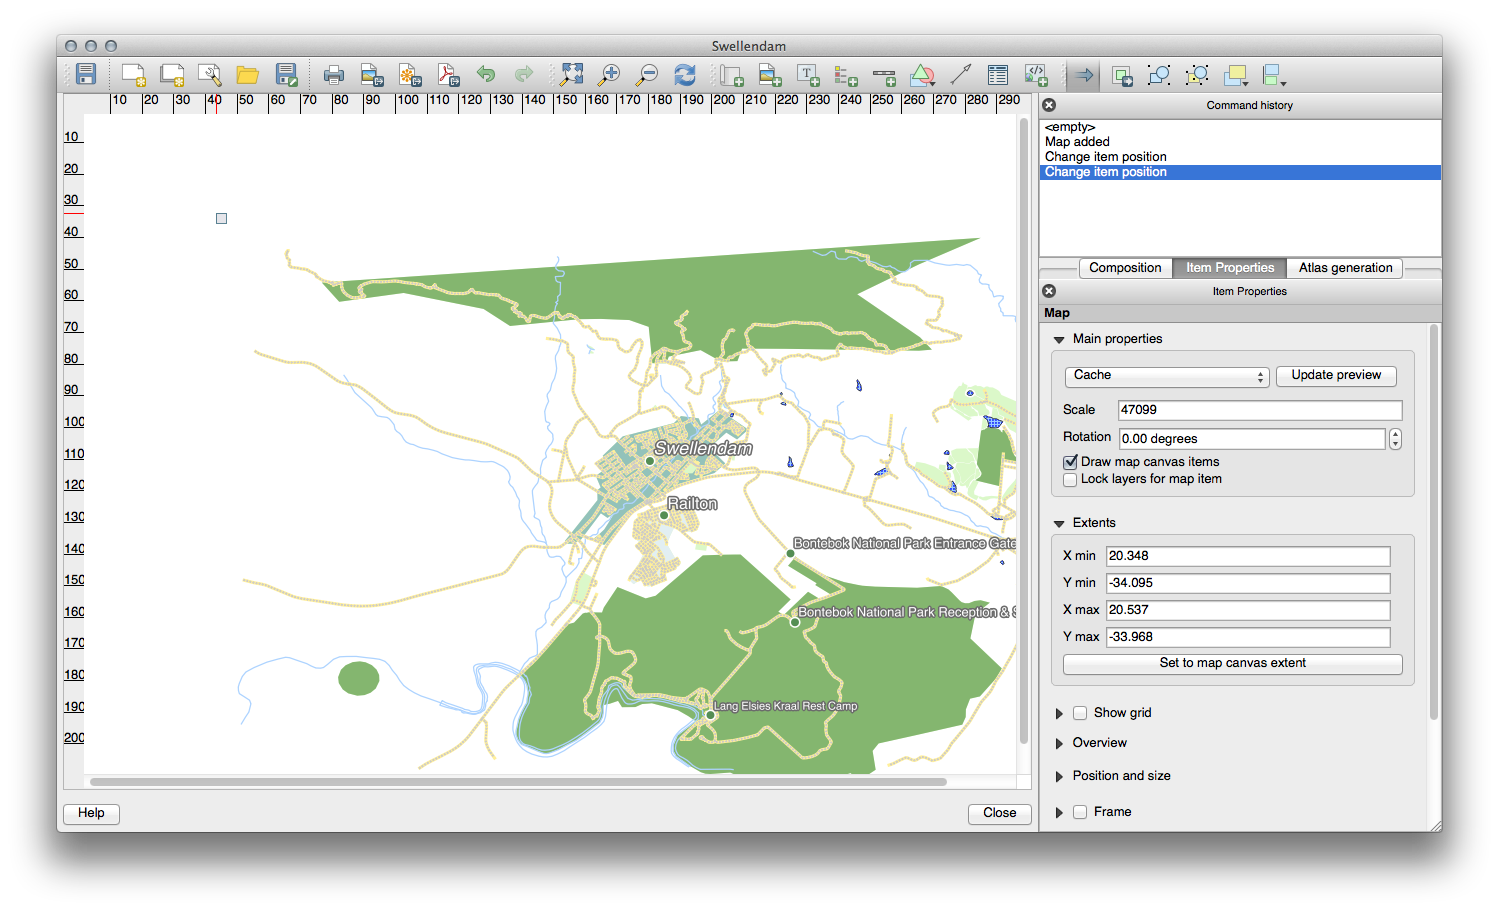 Swellendam
10 20 30 40 50 60 70 80 90 100 110 120 130 140 150 160 170 180 190 200 210 220 230 240 250 260 270 280 290
10
20
30
40
50
60
70
80
90
100
110
120
130
140
150
160
170
180
190
200
Swellendam
Railton
Bontebok National Park Entrance Gate
Bontebok National Park Reception & S
Lang Elsies Kraal Rest Camp
Help
Close
Command history
<empty>
Map added
Change item position
Change item position
Composition
Item Properties
Atlas generation
Item Properties
Map
Main properties
Cache
Update preview
Scale
47099
Rotation
0.00 degrees
Draw map canvas items
Lock layers for map item
Extents
X min
20.348
Y min
-34.095
X max
20.537
Y max
-33.968
Set to map canvas extent
Show grid
Overview
Position and size
Frame